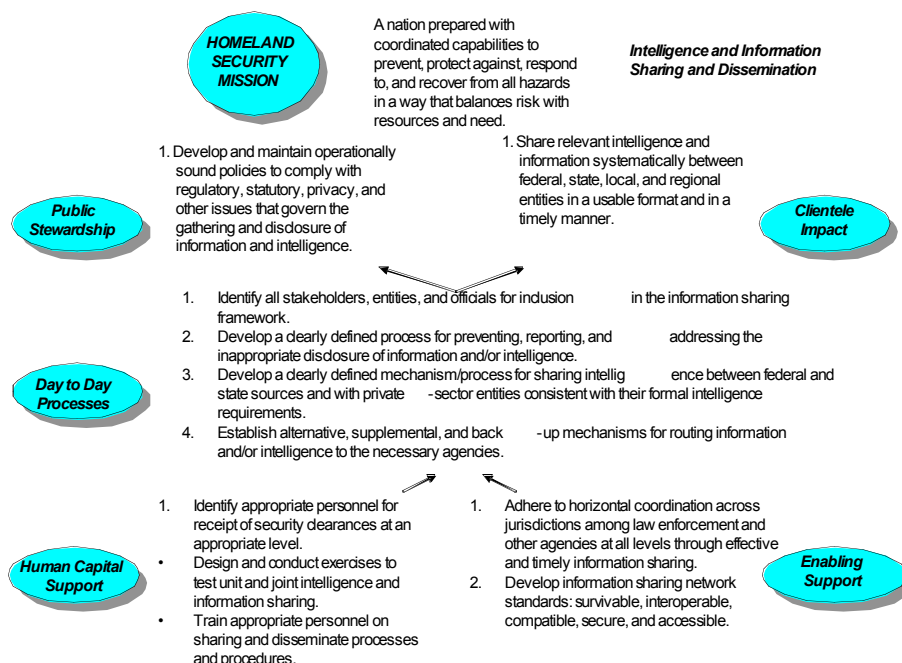 HOMELAND
SECURITY
MISSION
A nation prepared with
coordinated capabilities to
prevent, protect against, respond
to, and recover from all hazards
in a way that balances risk with
resources and need.
Intelligence and Information
Sharing and Dissemination
Public
Stewardship
1. Develop and maintain operationally
sound policies to comply with
regulatory, statutory, privacy, and
other issues that govern the
gathering and disclosure of
information and intelligence.
1. Share relevant intelligence and
information systematically between
federal, state, local, and regional
entities in a usable format and in a
timely manner.
Clientele
Impact
Day to Day
Processes
1. Identify all stakeholders, entities, and officials for inclusion in the information sharing
framework.
2. Develop a clearly defined process for preventing, reporting, and addressing the
inappropriate disclosure of information and/or intelligence.
3. Develop a clearly defined mechanism/process for sharing intellig ence between federal and
state sources and with private -sector entities consistent with their formal intelligence
requirements.
4. Establish alternative, supplemental, and back -up mechanisms for routing information
and/or intelligence to the necessary agencies.
Human Capital
Support
1. Identify appropriate personnel for
receipt of security clearances at an
appropriate level.
• Design and conduct exercises to
test unit and joint intelligence and
information sharing.
• Train appropriate personnel on
sharing and disseminate processes
and procedures.
1. Adhere to horizontal coordination across
jurisdictions among law enforcement and
other agencies at all levels through effective
and timely information sharing.
2. Develop information sharing network
standards: survivable, interoperable,
compatible, secure, and accessible.
Enabling
Support